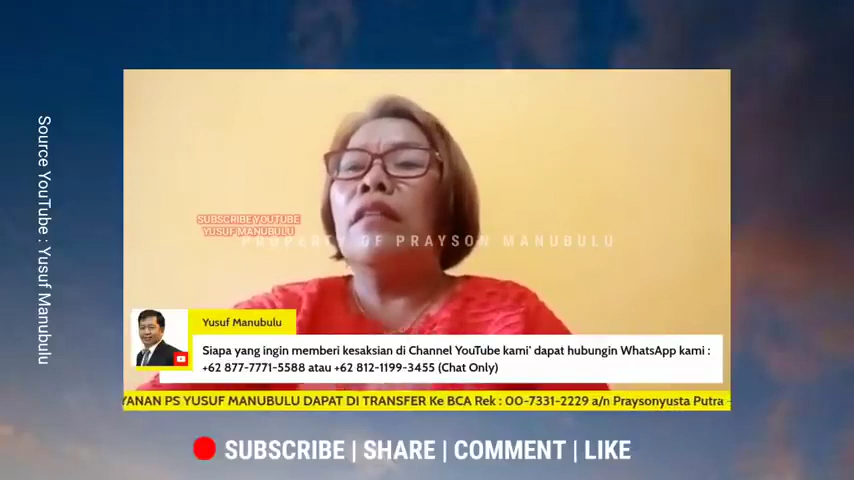 Source YouTube : Yusuf Manubulu
SUBSCRIBE YOUTUBE
YUSUF MANUBULU
PROPERTY OF PRAYSON MANUBULU
Yusuf Manubulu
Siapa yang ingin memberi kesaksian di Channel YouTube kami' dapat hubungin WhatsApp kami :
+62 877-7771-5588 atau +62 812-1199-3455 (Chat Only)
YANAN PS YUSUF MANUBULU DAPAT DI TRANSFER Ke BCA Rek : 00-7331-2229 a/n Praysonyusta Putra -
SUBSCRIBE | SHARE | COMMENT | LIKE